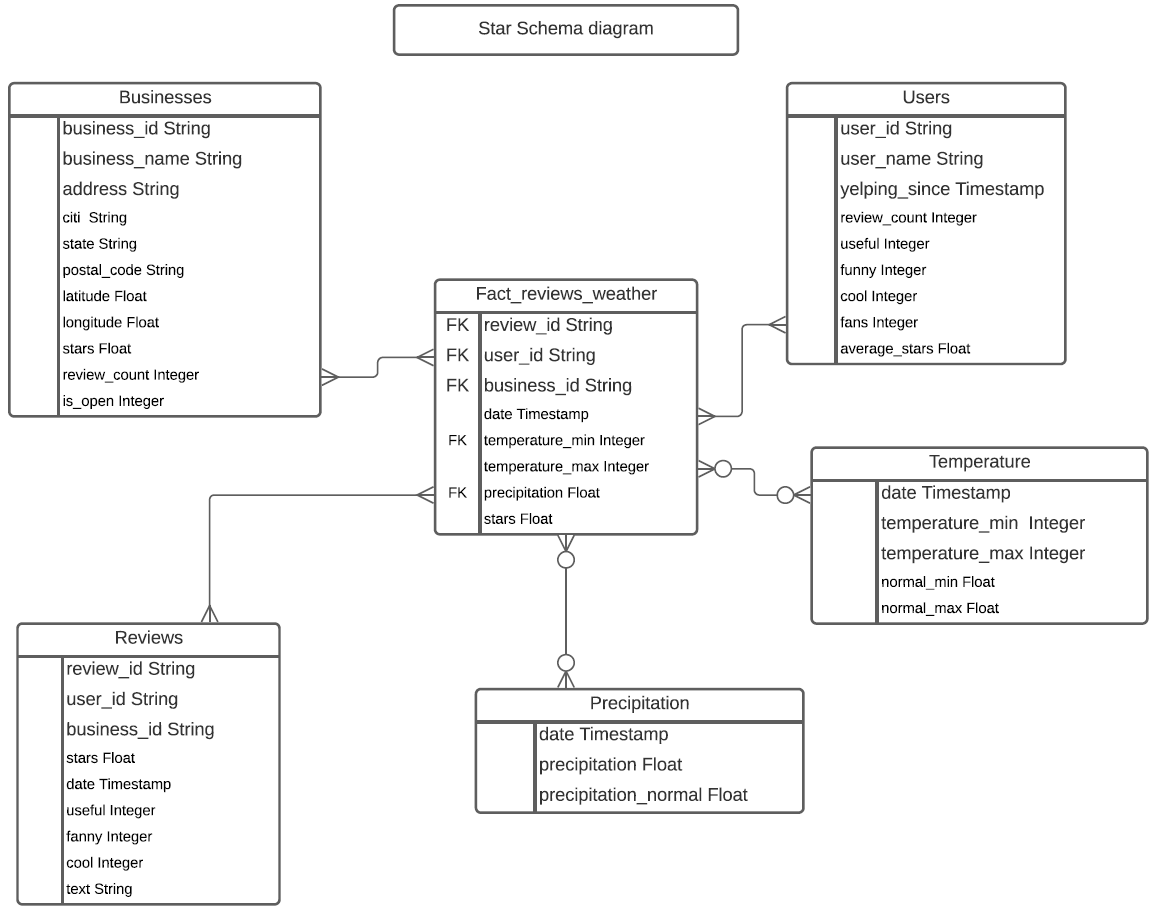 Star Schema diagram
Businesses
business_id String
business_name String
address String
citi String
state String
postal_code String
latitude Float
longitude Float
stars Float
review_count Integer
is_open Integer
Users
user_id String
user_name String
yelping_since Timestamp
review_count Integer
useful Integer
funny Integer
cool Integer
fans Integer
average_stars Float
Fact_reviews_weather
FK review_id String
FK user_id String
FK business_id String
date Timestamp
FK temperature_min Integer
temperature_max Integer
FK precipitation Float
stars Float
Temperature
date Timestamp
temperature_min Integer
temperature_max Integer
normal_min Float
normal_max Float
Reviews
review_id String
user_id String
business_id String
stars Float
date Timestamp
useful Integer
fanny Integer
cool Integer
text String
Precipitation
date Timestamp
precipitation Float
precipitation_normal Float